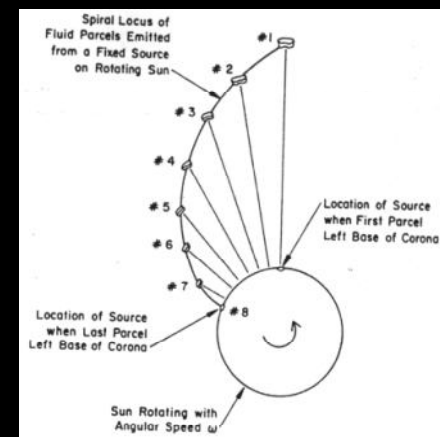 Spiral Locus of
Fluid Parcels Emitted
from a Fixed Source
on Rotating Sun
#1
#2
#3
#4
#5
#6
#7
#8
Location of Source
when First Parcel
Left Base of Corona
Location of Source
when Last Parcel
Left Base of Corona
Sun Rotating with
Angular Speed ω